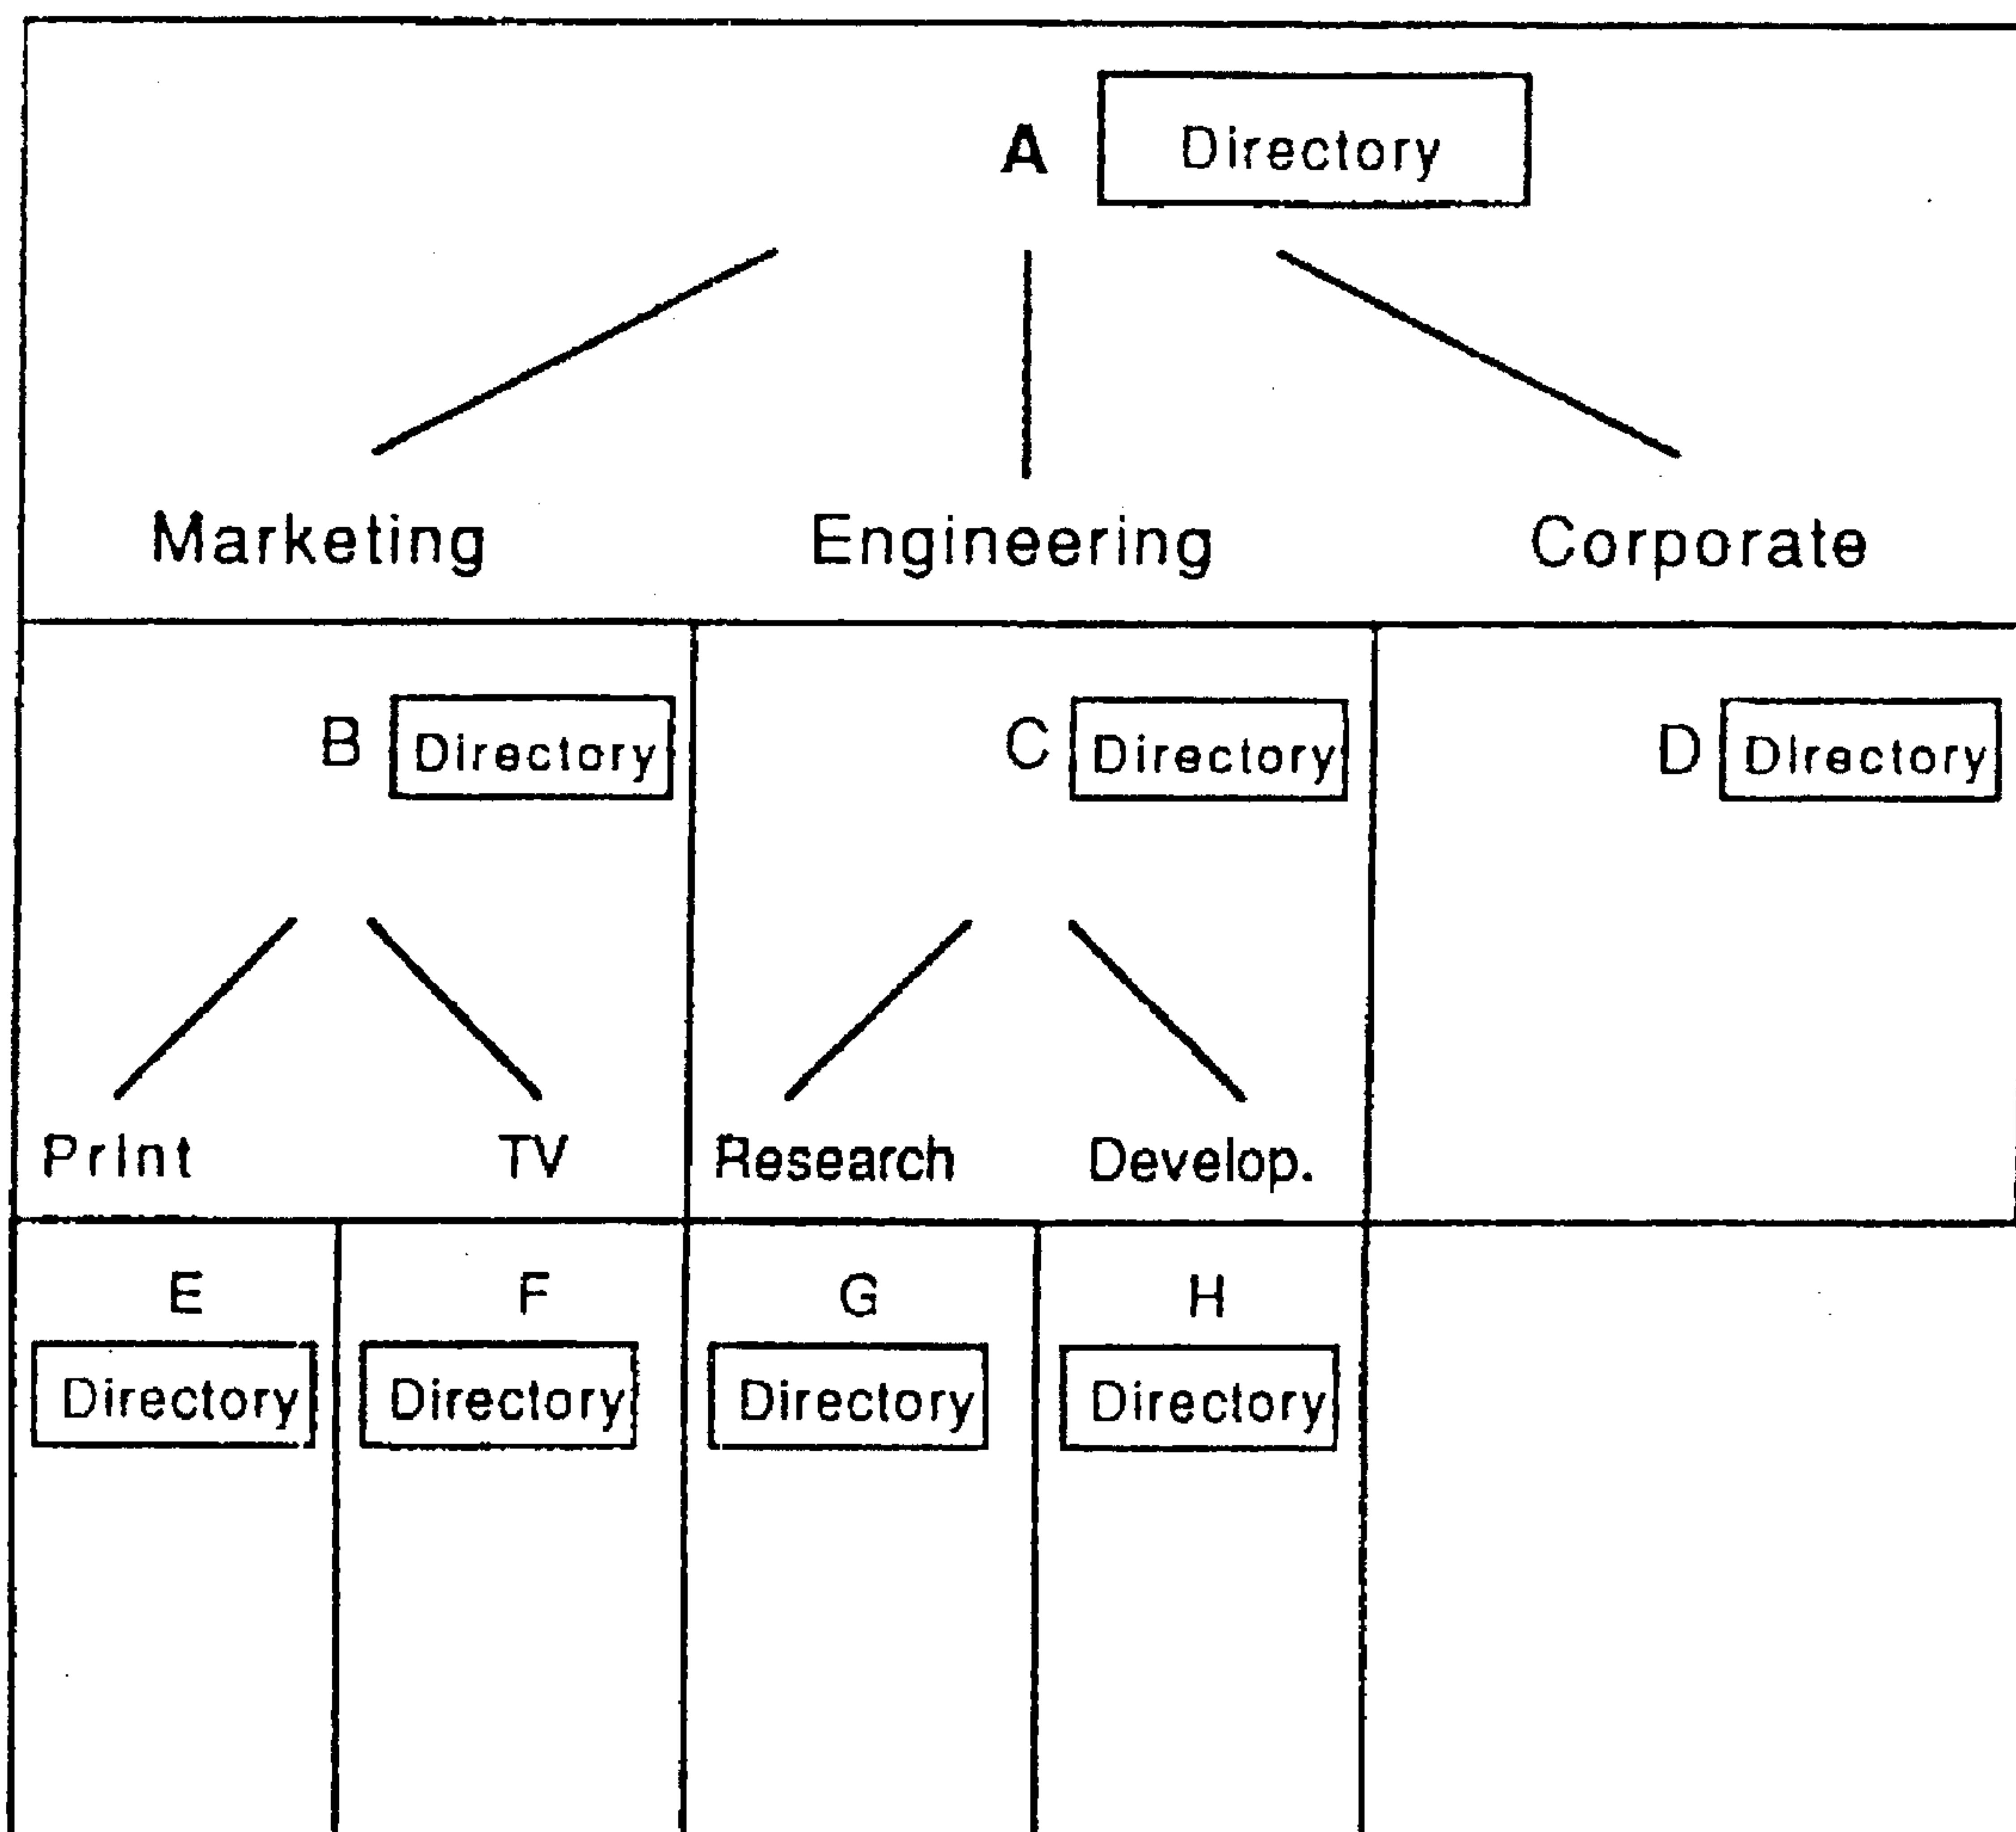 A Directory
Marketing Engineering Corporate
B Directory C Directory D Directory
Print TV Research Develop.
E F G H
Directory Directory Directory Directory